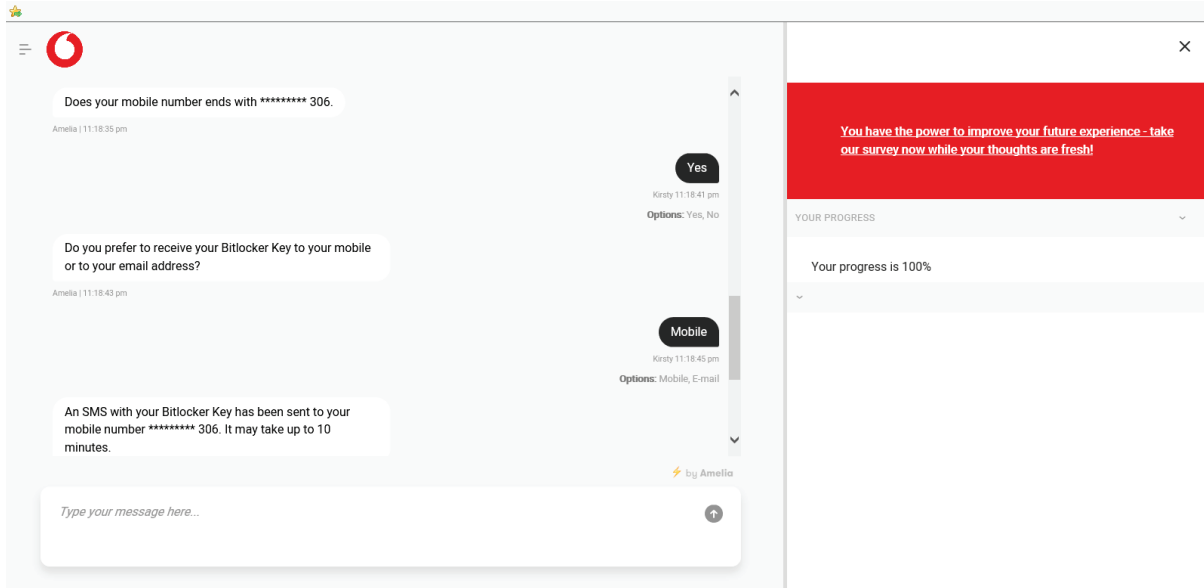 Does your mobile number ends with ********* 306.
Amelia | 11:18:35 pm
Yes
Kirsty 11:18:41 pm
Options: Yes, No
Do you prefer to receive your Bitlocker Key to your mobile
or to your email address?
Amelia | 11:18:43 pm
Mobile
Kirsty 11:18:45 pm
Options: Mobile, E-mail
An SMS with your Bitlocker Key has been sent to your
mobile number ********* 306. It may take up to 10
minutes.
⚡ by Amelia
Type your message here...
You have the power to improve your future experience - take
our survey now while your thoughts are fresh!
YOUR PROGRESS
Your progress is 100%